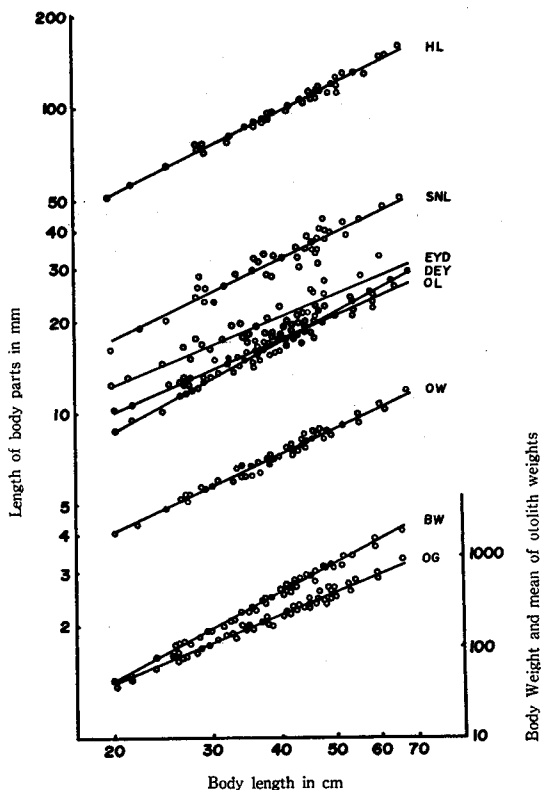 200
100
50
40
30
20
10
5
4
3
2
Length of body parts in mm
HL
SNL
EYD
DEY
OL
OW
BW
OG
1000
100
10
Body Weight and mean of otolith weights
20
30
40
50
60
70
Body length in cm